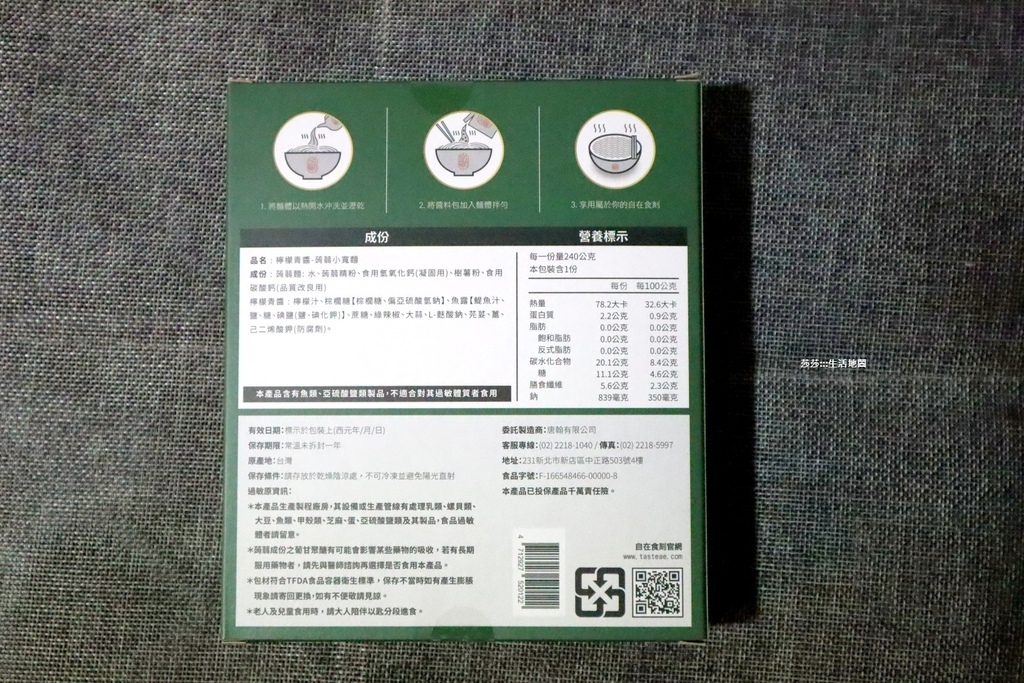 1. 將麵體以熱開水沖洗並瀝乾
2. 將醬料包加入麵體拌勻
3. 享用屬於你的自在食刻
成份
品名：檸檬青醬-蒟蒻小寬麵
成份：蒟蒻麵：水、蒟蒻精粉、食用氫氧化鈣(凝固用)、樹薯粉、食用
碳酸鈣(品質改良用)
檸檬青醬：檸檬汁、棕櫚糖【棕櫚糖、偏亞硫酸氫鈉】、魚露【鯷魚汁、
鹽、糖、碘鹽(鹽、碘化鉀)】、蔗糖、綠辣椒、大蒜、L-麩酸鈉、芫荽、薑、
己二烯酸鉀(防腐劑)。
本產品含有魚類、亞硫酸鹽類製品，不適合對其過敏體質者食用
營養標示
每一份量240公克
本包裝含1份
每份 每100公克
熱量 78.2大卡 32.6大卡
蛋白質 2.2公克 0.9公克
脂肪 0.0公克 0.0公克
飽和脂肪 0.0公克 0.0公克
反式脂肪 0.0公克 0.0公克
碳水化合物 20.1公克 8.4公克
糖 11.1公克 4.6公克
膳食纖維 5.6公克 2.3公克
鈉 839毫克 350毫克
有效日期：標示於包裝上(西元年/月/日)
保存期限：常溫未拆封一年
原產地：台灣
保存條件：請存放於乾燥陰涼處，不可冷凍並避免陽光直射
過敏原資訊：
*本產品生產製程廠房，其設備或生產管線有處理乳類、螺貝類、
大豆、魚類、甲殼類、芝麻、蛋、亞硫酸鹽類及其製品，食品過敏
體者請留意。
*蒟蒻成份之葡甘聚醣有可能會影響某些藥物的吸收，若有長期
服用藥物者，請先與醫師諮詢再選擇是否食用本產品。
*包材符合TFDA食品容器衛生標準，保存不當時如有產生膨脹
現象請寄回更換，如有不便敬請見諒。
*老人及兒童食用時，請大人陪伴以匙分段進食。
委託製造商：唐翰有限公司
客服專線：(02) 2218-1040 / 傳真：(02) 2218-5997
地址：231新北市新店區中正路503號4樓
食品字號：F-166548466-00000-8
本產品已投保產品千萬責任險。
4 712927 520122
自在食刻官網
www.tasteae.com
莎莎:::生活地圖